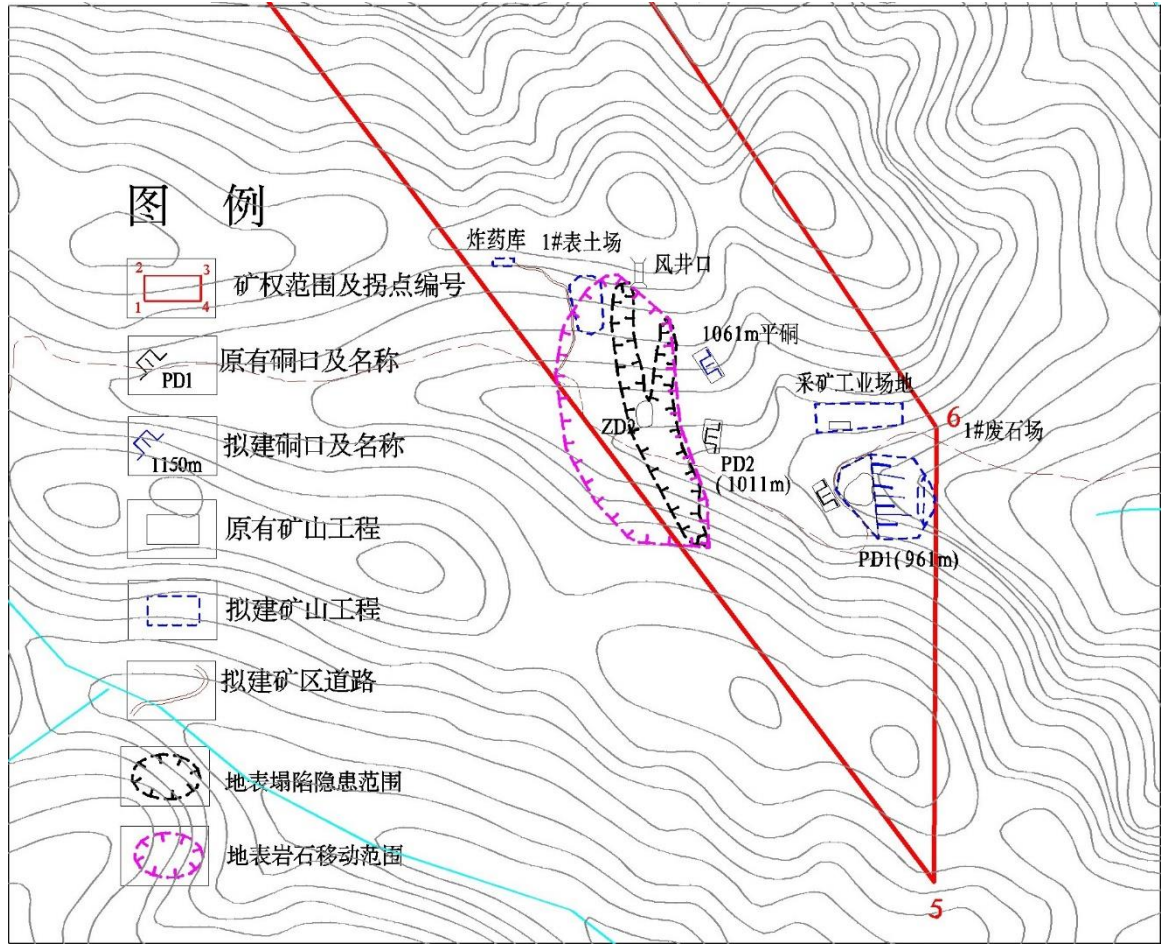 图 例
2
3
1
4
矿权范围及拐点编号
PD1
原有硐口及名称
1150m
拟建硐口及名称
原有矿山工程
拟建矿山工程
拟建矿区道路
地表塌陷隐患范围
地表岩石移动范围
炸药库
1#表土场
风井口
1061m平硐
采矿工业场地
6
1#废石场
PD2
(1011m)
PD1(961m)
5